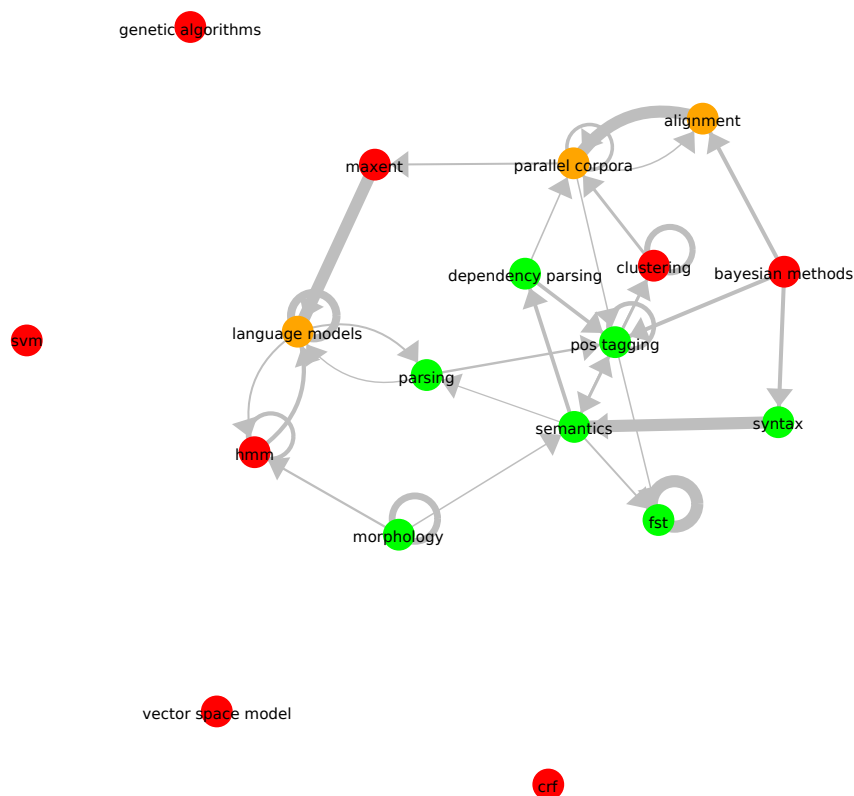 genetic algorithms
alignment
maxent
parallel corpora
clustering
bayesian methods
dependency parsing
language models
svm
pos tagging
parsing
semantics
syntax
hmm
fst
morphology
vector space model
crf